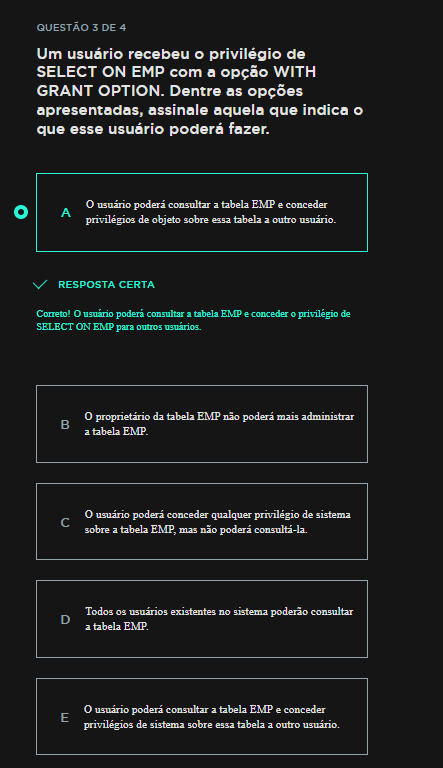 QUESTÃO 3 DE 4
Um usuário recebeu o privilégio de
SELECT ON EMP com a opção WITH
GRANT OPTION. Dentre as opções
apresentadas, assinale aquela que indica o
que esse usuário poderá fazer.
A
O usuário poderá consultar a tabela EMP e conceder
privilégios de objeto sobre essa tabela a outro usuário.
RESPOSTA CERTA
Correto! O usuário poderá consultar a tabela EMP e conceder o privilégio de
SELECT ON EMP para outros usuários.
B
O proprietário da tabela EMP não poderá mais administrar
a tabela EMP.
C
O usuário poderá conceder qualquer privilégio de sistema
sobre a tabela EMP, mas não poderá consultá-la.
D
Todos os usuários existentes no sistema poderão consultar
a tabela EMP.
E
O usuário poderá consultar a tabela EMP e conceder
privilégios de sistema sobre essa tabela a outro usuário.